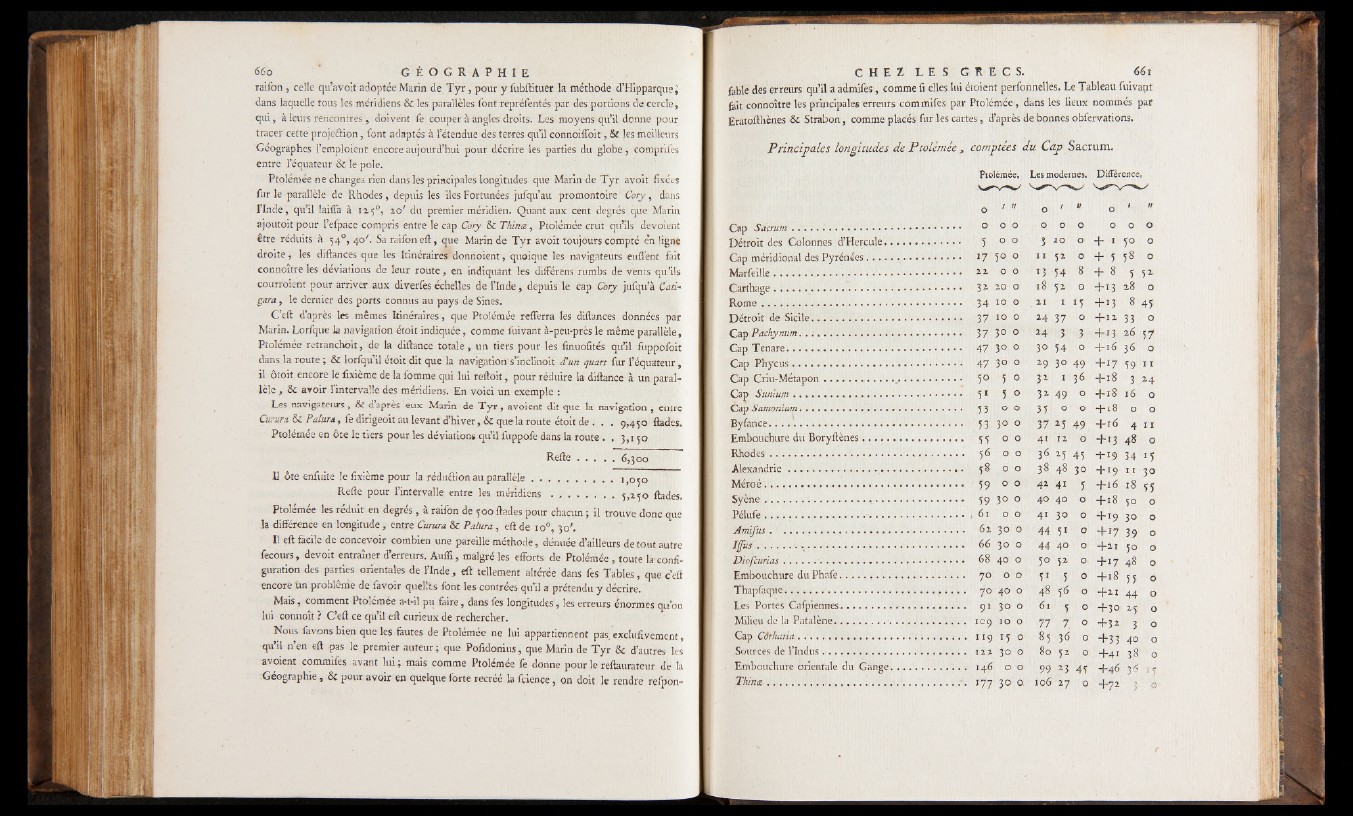 660 GÉOGRAPHIE
raiſon, celle qu'avoit adoptée Marin de Tyr, pour y ſubſtituer la méthode d'Hipparque,
dans laquelle tous les méridiens & les parallèles ſont repréſentés par des portions de cercle,
qui, à leurs rencontres, doivent ſe couper à angles droits. Les moyens qu'il donne pour
tracer cette projection, ſont adaptés à l'étendue des terres qu'il connoiſſoit, & les meilleurs
Géographes l'emploient encore aujourd'hui pour décrire les parties du globe, compriſes
entre l'équateur & le pole.
Ptolémée ne changea rien dans les principales longitudes que Marin de Tyr avoit fixées
ſur le parallèle de Rhodes, depuis les îles Fortunées juſqu'au promontoire Cory, dans
l'Inde, qu'il laiſſa à 125°, 20′ du premier méridien. Quant aux cent degrés que Marin
ajoutoit pour l'eſpace compris entre le cap Cory & Thinæ, Ptolémée crut qu'ils devoient
être réduits à 54°, 40′. Sa raiſon eſt, que Marin de Tyr avoit toujours compté en ligne
droite, les diſtances que les Itinéraires donnoient, quoique les navigateurs euſſent fait
connoître les déviations de leur route, en indiquant les différens rumbs de vents qu'ils
courroient pour arriver aux diverſes échelles de l'Inde, depuis le cap Cory juſqu'à Cati-
gara, le dernier des ports connus au pays de Sines.
C'eſt d'après les mêmes Itinéraires, que Ptolémée reſſerra les diſtances données par
Marin. Lorſque la navigation étoit indiquée, comme ſuivant à-peu-près le même parallèle,
Ptolémée retranchoit, de la diſtance totale, un tiers pour les ſinuoſités qu'il ſuppoſoit
dans la route; & lorſqu'il étoit dit que la navigation s'inclinoit d'un quart ſur l'équateur,
il ôtoit encore le ſixième de la ſomme qui lui reſtoit, pour réduire la diſtance à un paral-
lèle, & avoir l'intervalle des méridiens. En voici un exemple :
Les navigateurs, & d'après eux Marin de Tyr, avoient dit que la navigation, entre
Curura & Palura, ſe dirigeoit au levant d'hiver, & que la route étoit de . . . 9,450 ſtades.
Ptolémée en ôte le tiers pour les déviations qu'il ſuppoſe dans la route . . 3,150
Reſte . . . . . 6,300
Il ôte enſuite le ſixième pour la réduction au parallèle . . . . . . . . . . 1,050
Reſte pour l'intervalle entre les méridiens . . . . . . . . 5,250 ſtades.
Ptolémée les réduit en degrés, à raiſon de 500 ſtades pour chacun; il trouve donc que
la différence en longitude, entre Curura & Palura, eſt de 10°, 30′.
Il eſt facile de concevoir combien une pareille méthode, dénuée d'ailleurs de tout autre
ſecours, devoit entraîner d'erreurs. Auſſi, malgré les efforts de Ptolémée, toute la confi-
guration des parties orientales de l'Inde, eſt tellement altérée dans ſes Tables, que c'eſt
encore un problème de ſavoir quelles ſont les contrées qu'il a prétendu y décrire.
Mais, comment Ptolémée a-t-il pu faire, dans ſes longitudes, les erreurs énormes qu'on
lui connoît ? C'eſt ce qu'il eſt curieux de rechercher.
Nous ſavons bien que les fautes de Ptolémée ne lui appartiennent pas excluſivement,
qu'il n'en eſt pas le premier auteur; que Poſidonius, que Marin de Tyr & d'autres les
avoient commiſes avant lui; mais comme Ptolémée ſe donne pour le reſtaurateur de la
Géographie, & pour avoir en quelque ſorte recréé la ſcience, on doit le rendre reſpon-
CHEZ LES GRECS. 661
ſable des erreurs qu'il a admiſes, comme ſi elles lui étoient perſonnelles. Le Tableau ſuivant
fait connoître les principales erreurs commiſes par Ptolémée, dans les lieux nommés par
Eratoſthènes & Strabon, comme placés ſur les cartes, d'après de bonnes obſervations.
Principales longitudes de Ptolémée, comptées du Cap Sacrum.
Ptolémée. Les modernes. Différence.
o ′ ″ o ′ ″ o ′ ″
Cap Sacrum . . . 0 0 0 0 0 0 0 0 0
Détroit des Colonnes d'Hercule . . . 5 0 0 3 10 0 + 1 50 0
Cap méridional des Pyrénées . . . 17 50 0 11 52 0 + 5 58 0
Marſeille . . . 22 0 0 13 54 8 + 8 5 52
Carthage . . . 32 20 0 18 52 0 +13 28 0
Rome . . . 34 10 0 21 1 15 +13 8 45
Détroit de Sicile . . . 37 10 0 24 37 0 +12 33 0
Cap Pachynum . . . 37 30 0 24 3 3 +13 26 57
Cap Tenare . . . 47 30 0 30 54 0 +16 36 0
Cap Phycus . . . 47 30 0 29 30 49 +17 59 11
Cap Criu-Métapon . . . 50 5 0 32 1 36 +18 3 24
Cap Sunium . . . 51 5 0 32 49 0 +18 16 0
Cap Samonium . . . 53 0 0 35 0 0 +18 0 0
Byſance . . . 53 30 0 37 25 49 +16 4 11
Embouchure du Boryſtènes . . . 55 0 0 41 12 0 +13 48 0
Rhodes . . . 56 0 0 36 25 45 +19 34 15
Alexandrie . . . 58 0 0 38 48 30 +19 11 30
Méroé . . . 59 0 0 42 41 5 +16 18 55
Syène . . . 59 30 0 40 40 0 +18 50 0
Péluſe . . . 61 0 0 41 30 0 +19 30 0
Amiſus . . . 62 30 0 44 51 0 +17 39 0
Iſſus . . . 66 30 0 44 40 0 +21 50 0
Dioſcurias . . . 68 40 0 50 52 0 +17 48 0
Embouchure du Phaſe . . . 70 0 0 51 5 0 +18 55 0
Thapſaque . . . 70 40 0 48 56 0 +21 44 0
Les Portes Caſpiennes . . . 91 30 0 61 5 0 +30 25 0
Milieu de la Patalène . . . 109 10 0 77 7 0 +32 3 0
Cap Côthuria . . . 119 15 0 85 36 0 +33 40 0
Sources de l'Indus . . . 122 30 0 80 52 0 +41 38 0
Embouchure orientale du Gange . . . 146 0 0 99 23 45 +46 36 15
Thinæ . . . 177 30 0 106 27 0 +72 3 0